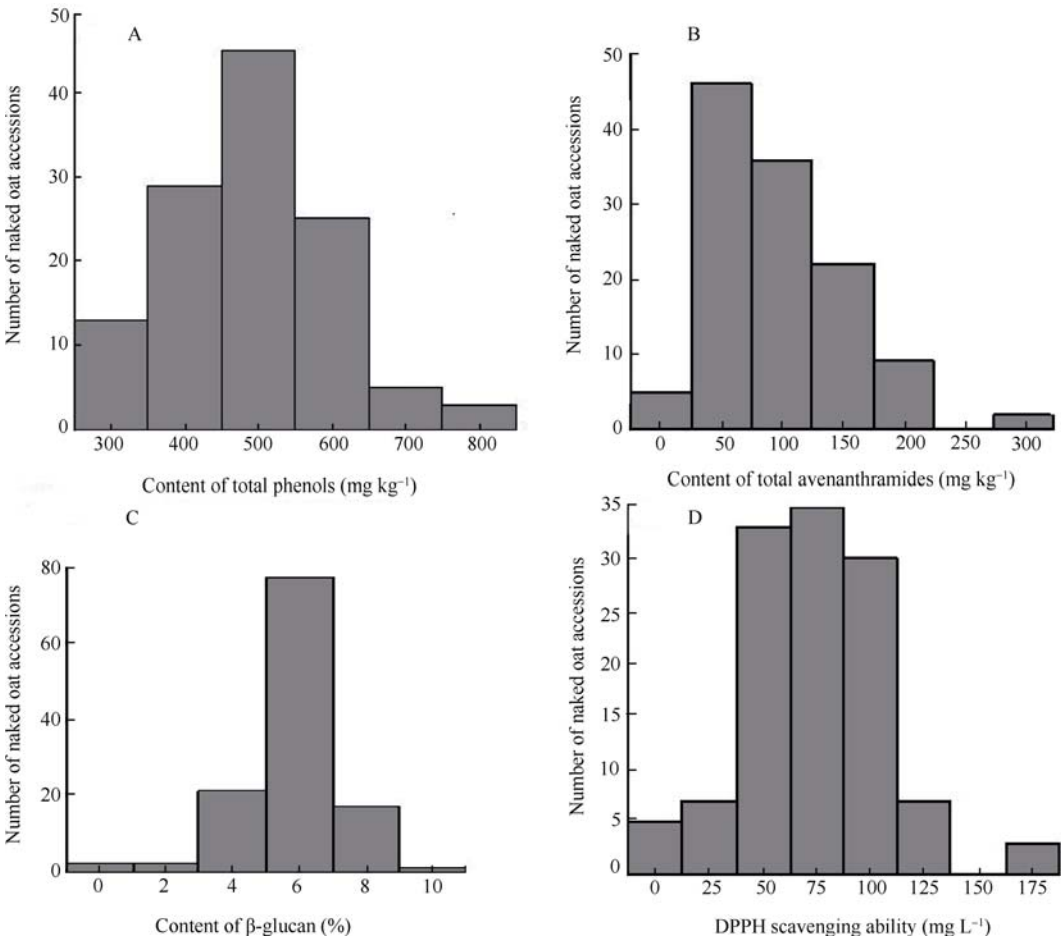 A
50
40
30
20
10
0
Number of naked oat accessions
300 400 500 600 700 800
Content of total phenols (mg kg⁻¹)
B
50
40
30
20
10
0
Number of naked oat accessions
0 50 100 150 200 250 300
Content of total avenanthramides (mg kg⁻¹)
C
80
60
40
20
0
Number of naked oat accessions
0 2 4 6 8 10
Content of β-glucan (%)
D
35
30
25
20
15
10
5
0
Number of naked oat accessions
0 25 50 75 100 125 150 175
DPPH scavenging ability (mg L⁻¹)